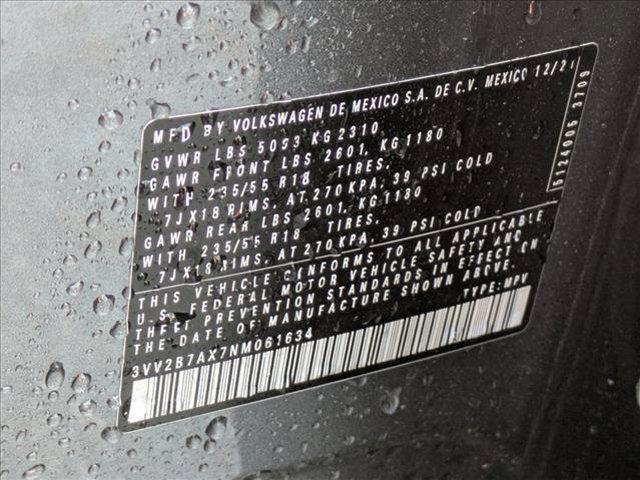 MFD BY VOLKSWAGEN DE MEXICO S.A. DE C.V. MEXICO 12/21
GVWR LBS 5093 KG 2310
GAWR FRONT LBS 2601, KG 1180
WITH 235/55 R18 TIRES.
7JX18 RIMS. AT 270 KPA, 39 PSI COLD
GAWR REAR LBS 2601, KG 1180
WITH 235/55 R18 TIRES.
7JX18 RIMS. AT 270 KPA, 39 PSI COLD
THIS VEHICLE CONFORMS TO ALL APPLICABLE
U.S. FEDERAL MOTOR VEHICLE SAFETY AND
THEFT PREVENTION STANDARDS IN EFFECT ON
THE DATE OF MANUFACTURE SHOWN ABOVE.
3VV2B7AX7NM061634 TYPE: MPV
5124006 3709